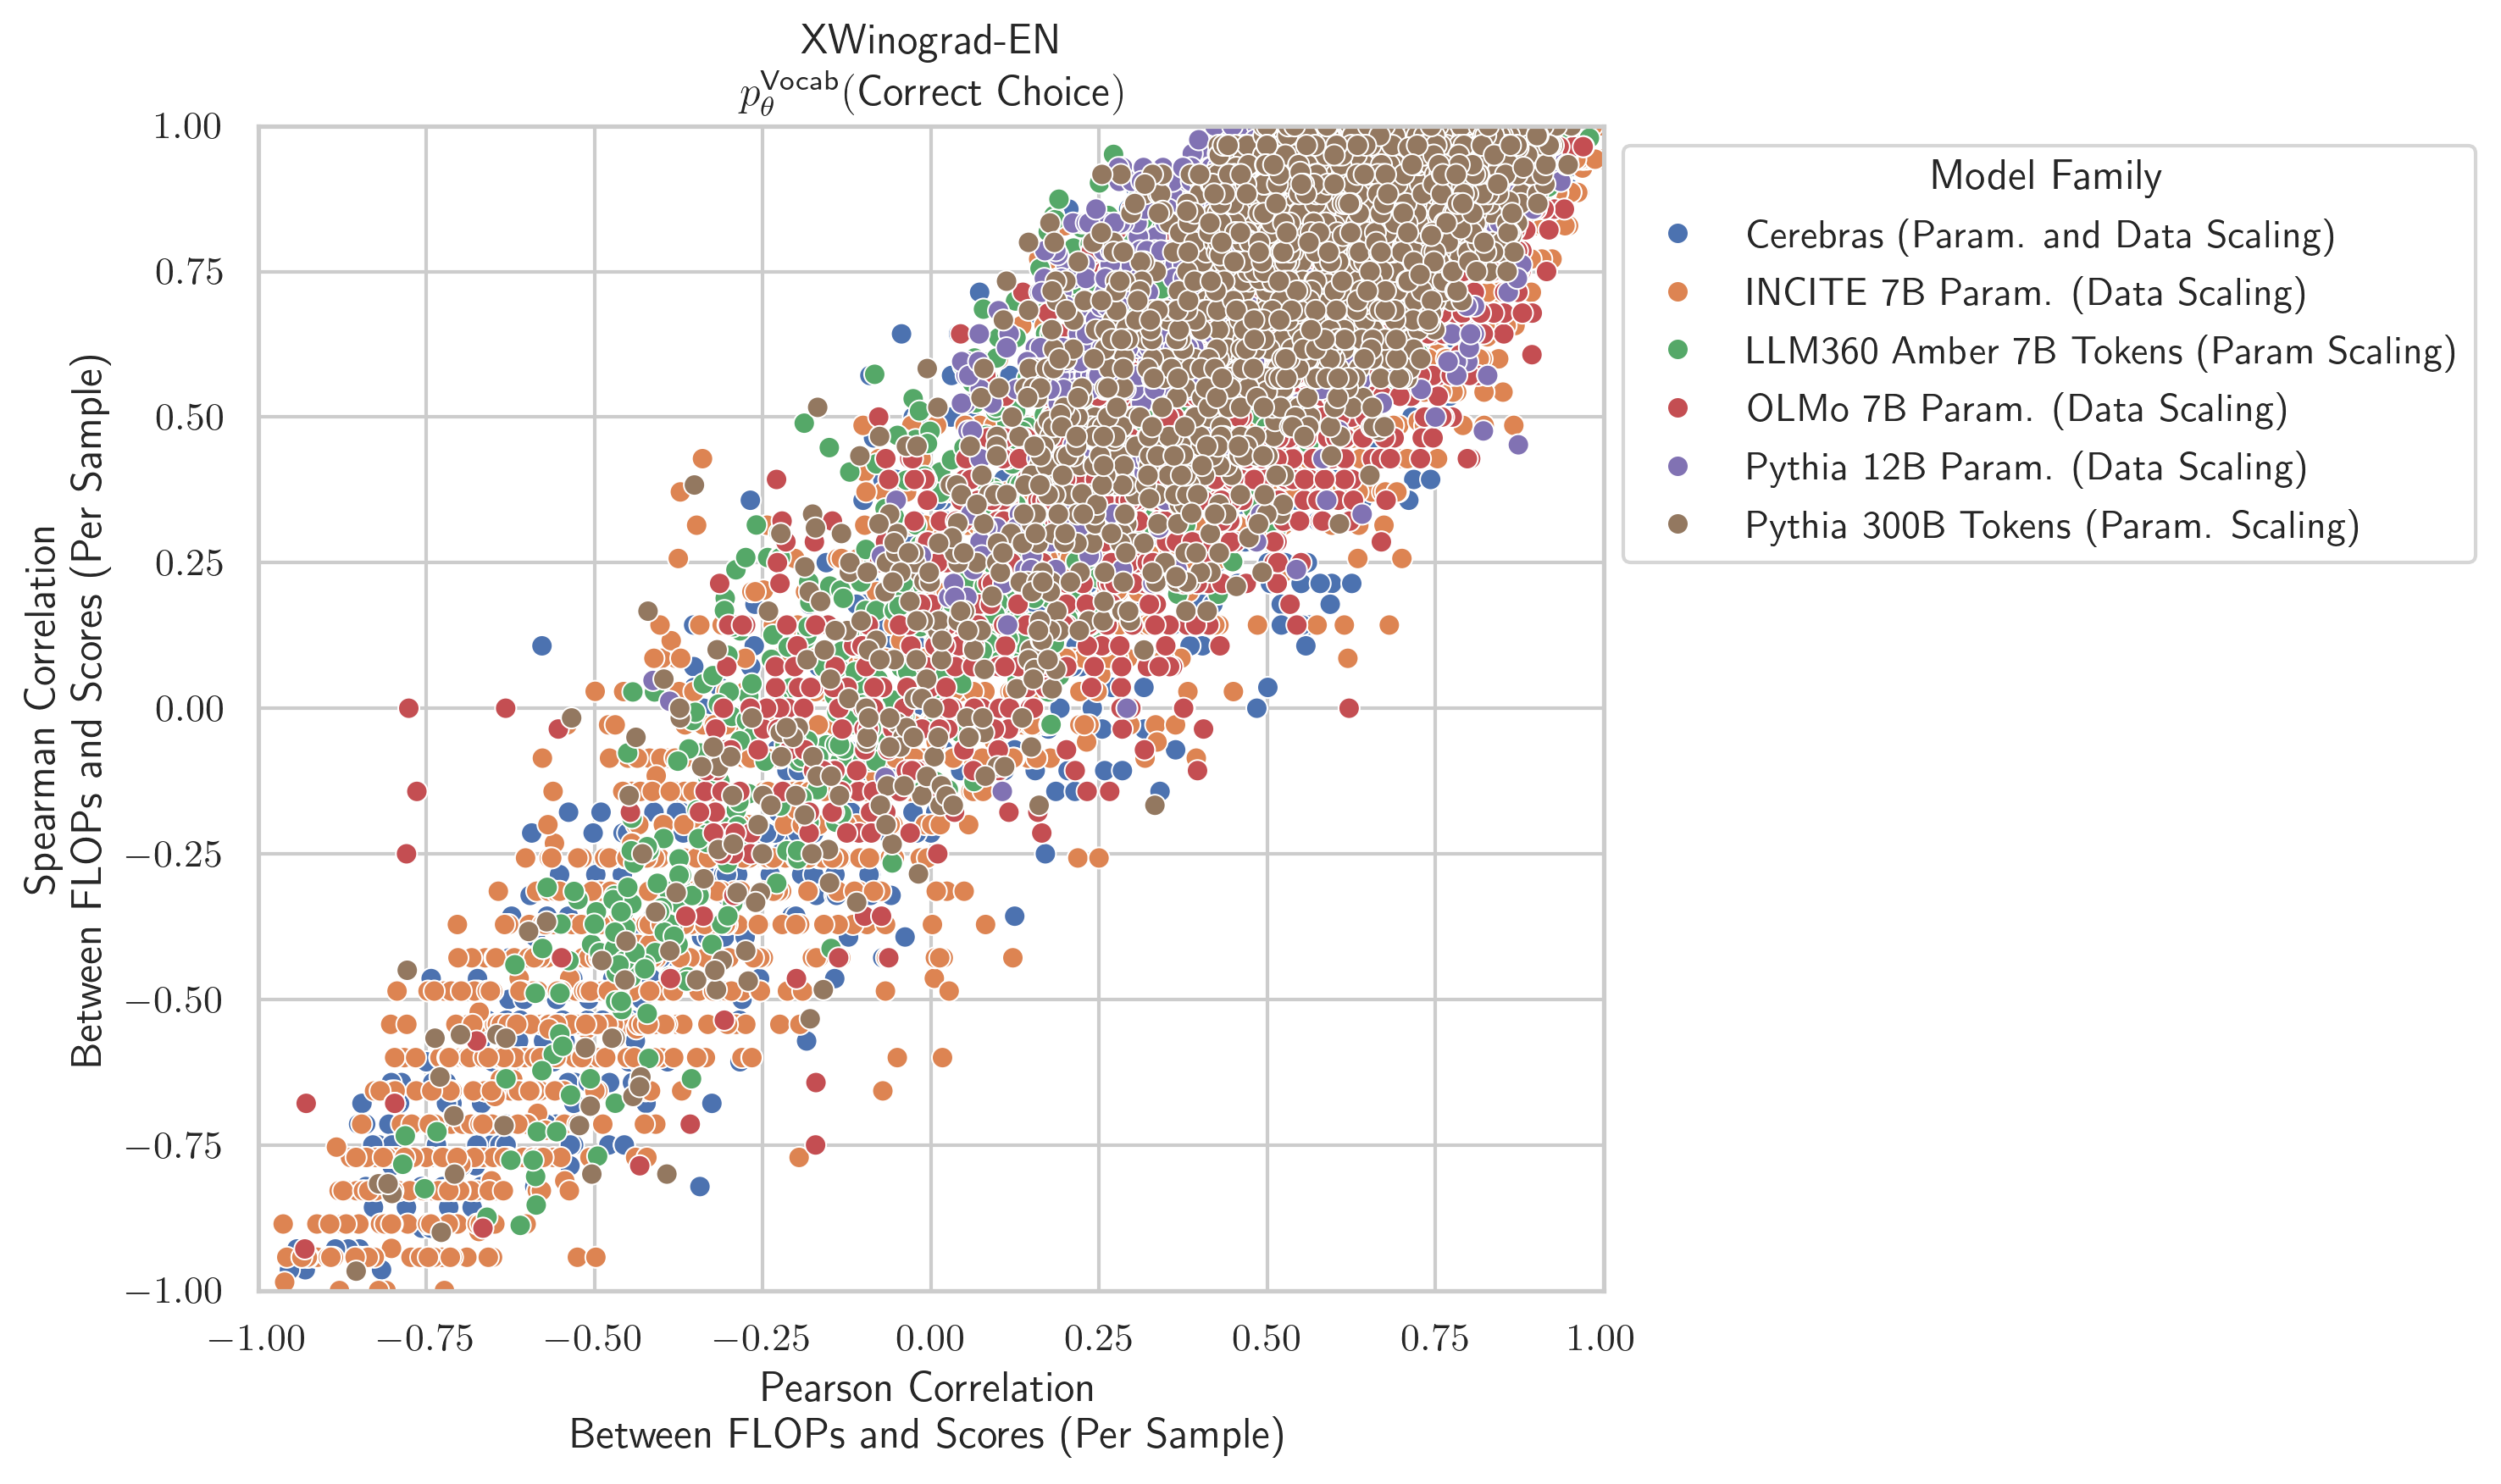 XWinograd-EN
p_θ^Vocab(Correct Choice)
1.00
0.75
0.50
0.25
0.00
−0.25
−0.50
−0.75
−1.00
Spearman Correlation
Between FLOPs and Scores (Per Sample)
−1.00 −0.75 −0.50 −0.25 0.00 0.25 0.50 0.75 1.00
Pearson Correlation
Between FLOPs and Scores (Per Sample)
Model Family
Cerebras (Param. and Data Scaling)
INCITE 7B Param. (Data Scaling)
LLM360 Amber 7B Tokens (Param Scaling)
OLMo 7B Param. (Data Scaling)
Pythia 12B Param. (Data Scaling)
Pythia 300B Tokens (Param. Scaling)